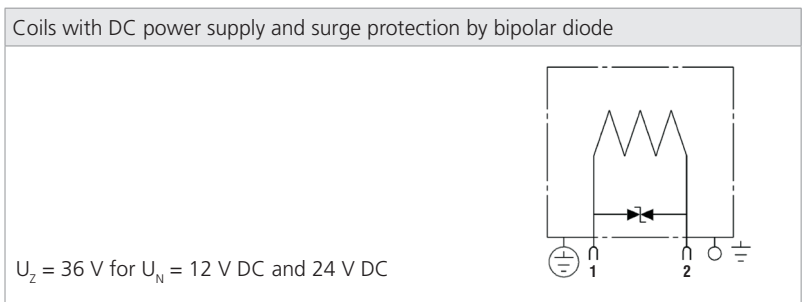 Coils with DC power supply and surge protection by bipolar diode
1 2
U_Z = 36 V for U_N = 12 V DC and 24 V DC